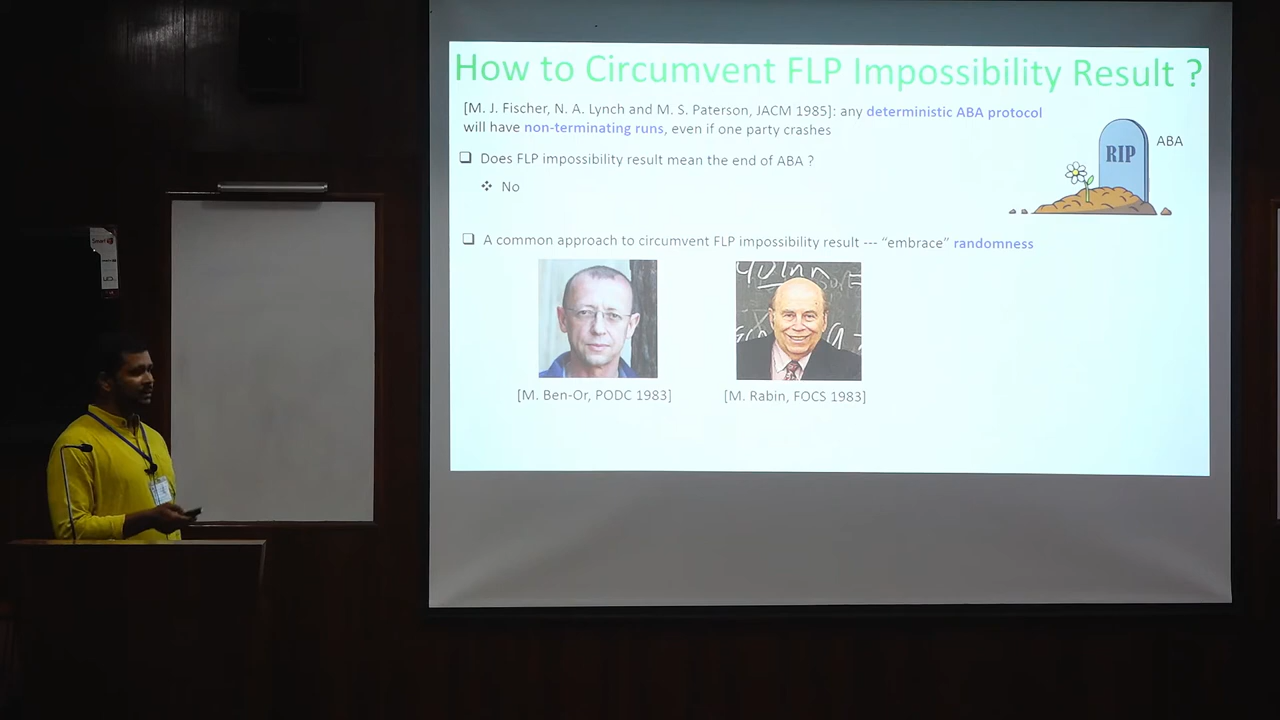 How to Circumvent FLP Impossibility Result ?
[M. J. Fischer, N. A. Lynch and M. S. Paterson, JACM 1985]: any deterministic ABA protocol
will have non-terminating runs, even if one party crashes
ABA
RIP
❑ Does FLP impossibility result mean the end of ABA ?
❖ No
❑ A common approach to circumvent FLP impossibility result --- “embrace” randomness
[M. Ben-Or, PODC 1983]
[M. Rabin, FOCS 1983]